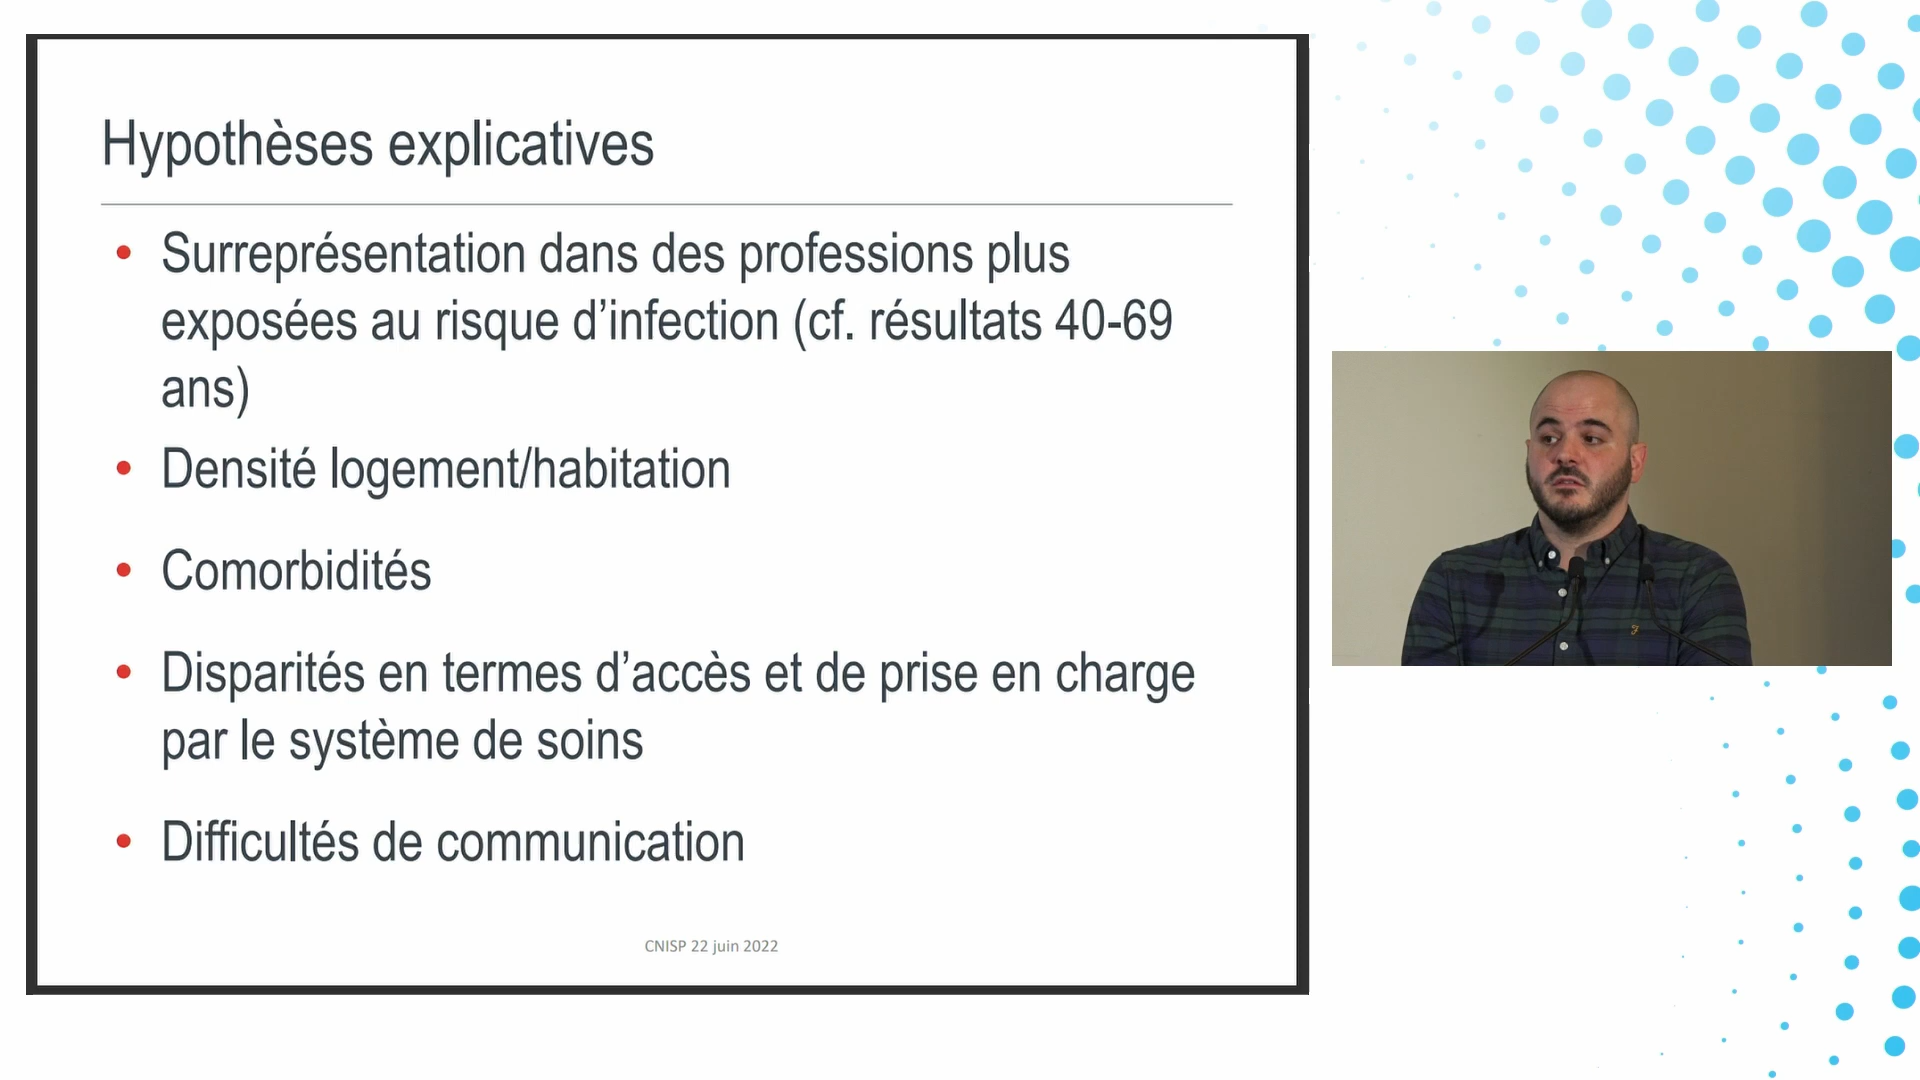 Hypothèses explicatives
• Surreprésentation dans des professions plus
exposées au risque d’infection (cf. résultats 40-69
ans)
• Densité logement/habitation
• Comorbidités
• Disparités en termes d’accès et de prise en charge
par le système de soins
• Difficultés de communication
CNISP 22 juin 2022